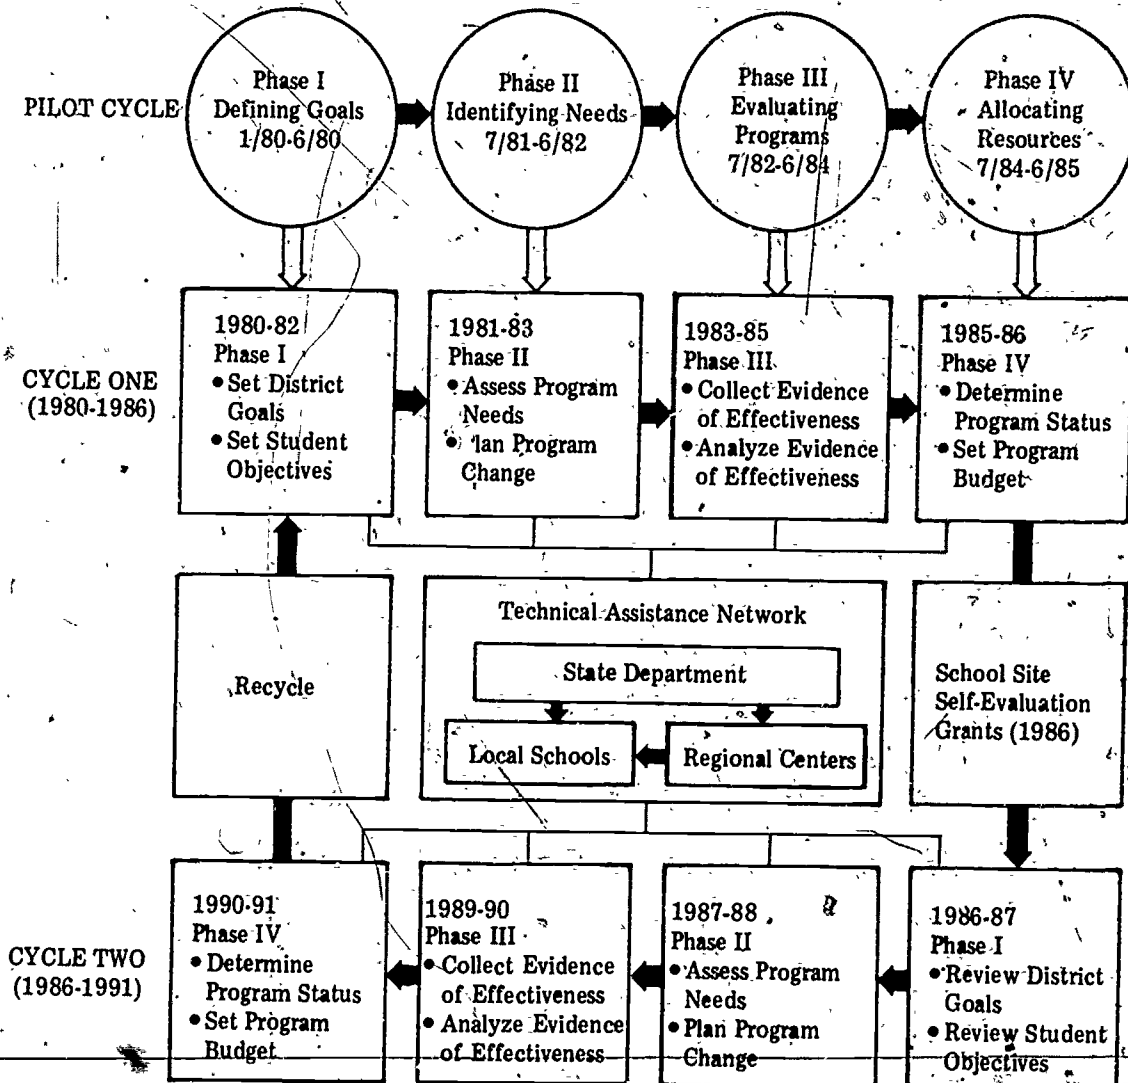 PILOT CYCLE
Phase I
Defining Goals
1/80-6/80
Phase II
Identifying Needs
7/81-6/82
Phase III
Evaluating
Programs
7/82-6/84
Phase IV
Allocating
Resources
7/84-6/85
CYCLE ONE
(1980-1986)
1980-82
Phase I
• Set District
Goals
• Set Student
Objectives
1981-83
Phase II
• Assess Program
Needs
• lan Program
Change
1983-85
Phase III
• Collect Evidence
of Effectiveness
• Analyze Evidence
of Effectiveness
1985-86
Phase IV
• Determine
Program Status
• Set Program
Budget
Recycle
Technical Assistance Network
State Department
Local Schools
Regional Centers
School Site
Self-Evaluation
Grants (1986)
CYCLE TWO
(1986-1991)
1990-91
Phase IV
• Determine
Program Status
• Set Program
Budget
1989-90
Phase III
• Collect Evidence
of Effectiveness
• Analyze Evidence
of Effectiveness
1987-88
Phase II
• Assess Program
Needs
• Plan Program
Change
1986-87
Phase I
• Review District
Goals
• Review Student
Objectives